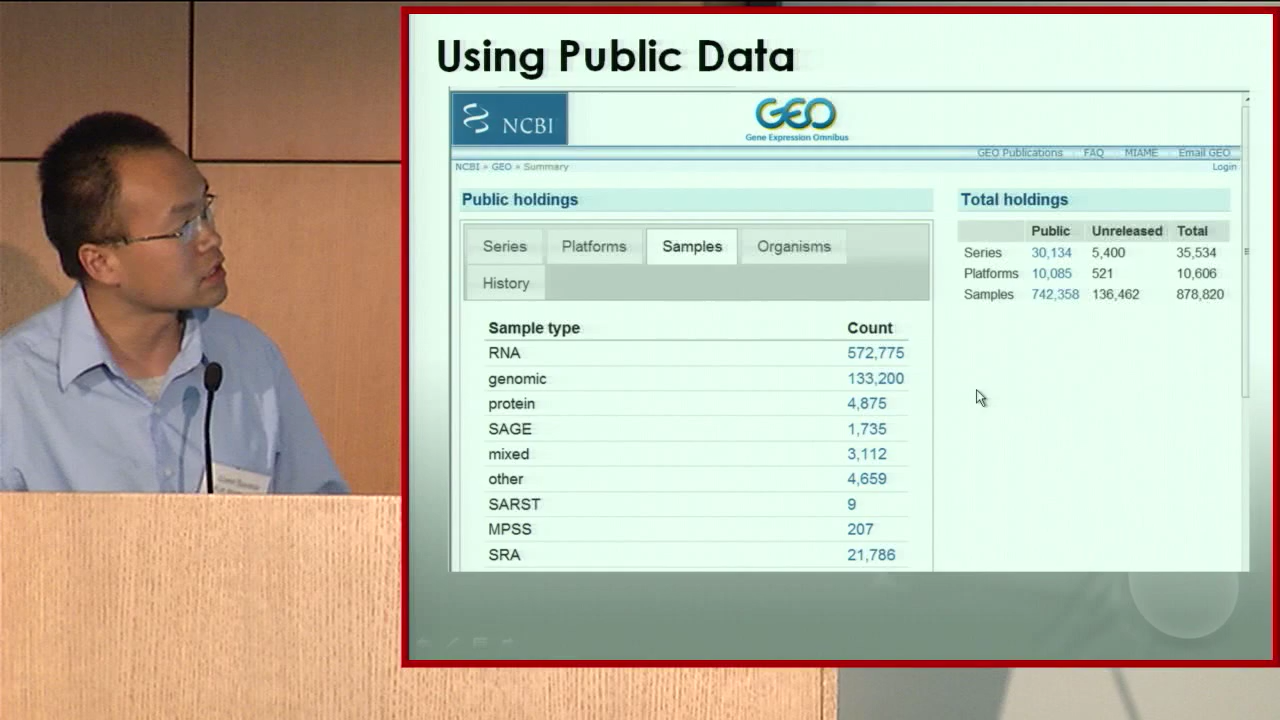 Using Public Data
NCBI
GEO
Gene Expression Omnibus
GEO Publications FAQ MIAME Email GEO
NCBI » GEO » Summary
Login
Public holdings
Series Platforms Samples Organisms
History
Sample type Count
RNA 572,775
genomic 133,200
protein 4,875
SAGE 1,735
mixed 3,112
other 4,659
SARST 9
MPSS 207
SRA 21,786
Total holdings
Public Unreleased Total
Series 30,134 5,400 35,534
Platforms 10,085 521 10,606
Samples 742,358 136,462 878,820